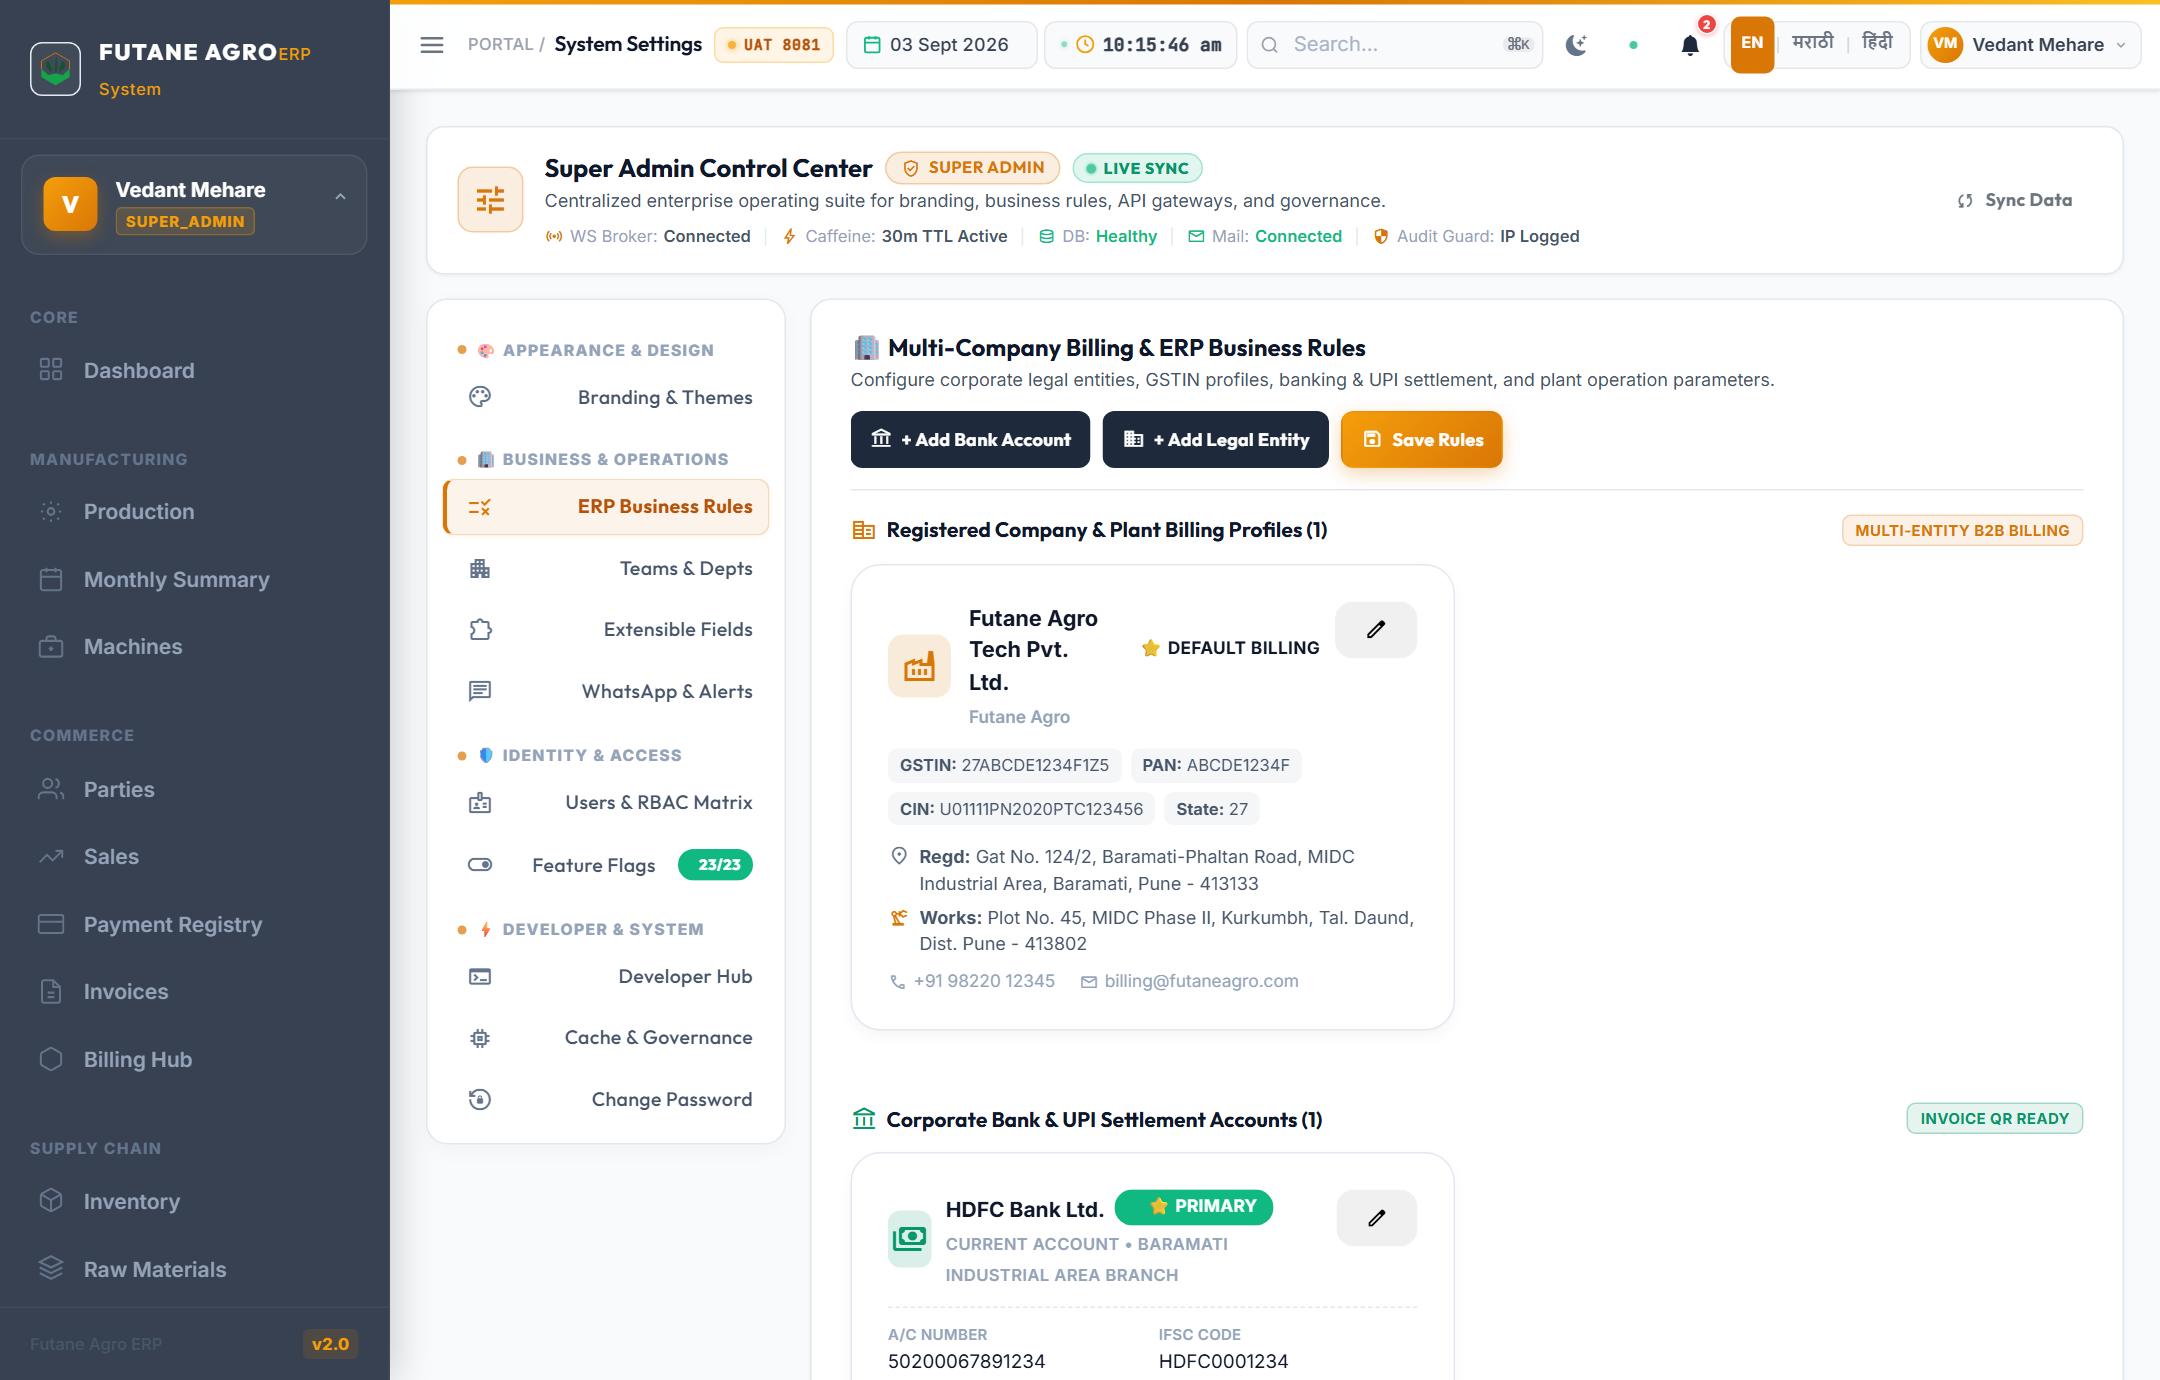 FUTANE AGRO ERP
System
Vedant Mehare
SUPER_ADMIN
CORE
Dashboard
MANUFACTURING
Production
Monthly Summary
Machines
COMMERCE
Parties
Sales
Payment Registry
Invoices
Billing Hub
SUPPLY CHAIN
Inventory
Raw Materials
Futane Agro ERP v2.0
PORTAL / System Settings UAT 8081 03 Sept 2026 10:15:46 am Search... ⌘K 2 EN मराठी हिंदी VM Vedant Mehare
Super Admin Control Center SUPER ADMIN LIVE SYNC
Centralized enterprise operating suite for branding, business rules, API gateways, and governance.
WS Broker: Connected Caffeine: 30m TTL Active DB: Healthy Mail: Connected Audit Guard: IP Logged
Sync Data
APPEARANCE & DESIGN
Branding & Themes
BUSINESS & OPERATIONS
ERP Business Rules
Teams & Depts
Extensible Fields
WhatsApp & Alerts
IDENTITY & ACCESS
Users & RBAC Matrix
Feature Flags 23/23
DEVELOPER & SYSTEM
Developer Hub
Cache & Governance
Change Password
Multi-Company Billing & ERP Business Rules
Configure corporate legal entities, GSTIN profiles, banking & UPI settlement, and plant operation parameters.
+ Add Bank Account + Add Legal Entity Save Rules
Registered Company & Plant Billing Profiles (1) MULTI-ENTITY B2B BILLING
Futane Agro
Tech Pvt.
Ltd.
DEFAULT BILLING
Futane Agro
GSTIN: 27ABCDE1234F1Z5 PAN: ABCDE1234F
CIN: U01111PN2020PTC123456 State: 27
Regd: Gat No. 124/2, Baramati-Phaltan Road, MIDC
Industrial Area, Baramati, Pune - 413133
Works: Plot No. 45, MIDC Phase II, Kurkumbh, Tal. Daund,
Dist. Pune - 413802
+91 98220 12345 billing@futaneagro.com
Corporate Bank & UPI Settlement Accounts (1) INVOICE QR READY
HDFC Bank Ltd. PRIMARY
CURRENT ACCOUNT • BARAMATI
INDUSTRIAL AREA BRANCH
A/C NUMBER IFSC CODE
50200067891234 HDFC0001234
V